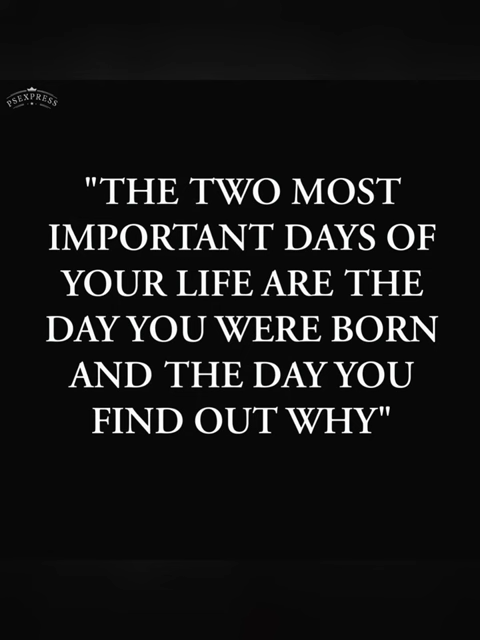 PSEXPRESS
"THE TWO MOST
IMPORTANT DAYS OF
YOUR LIFE ARE THE
DAY YOU WERE BORN
AND THE DAY YOU
FIND OUT WHY"